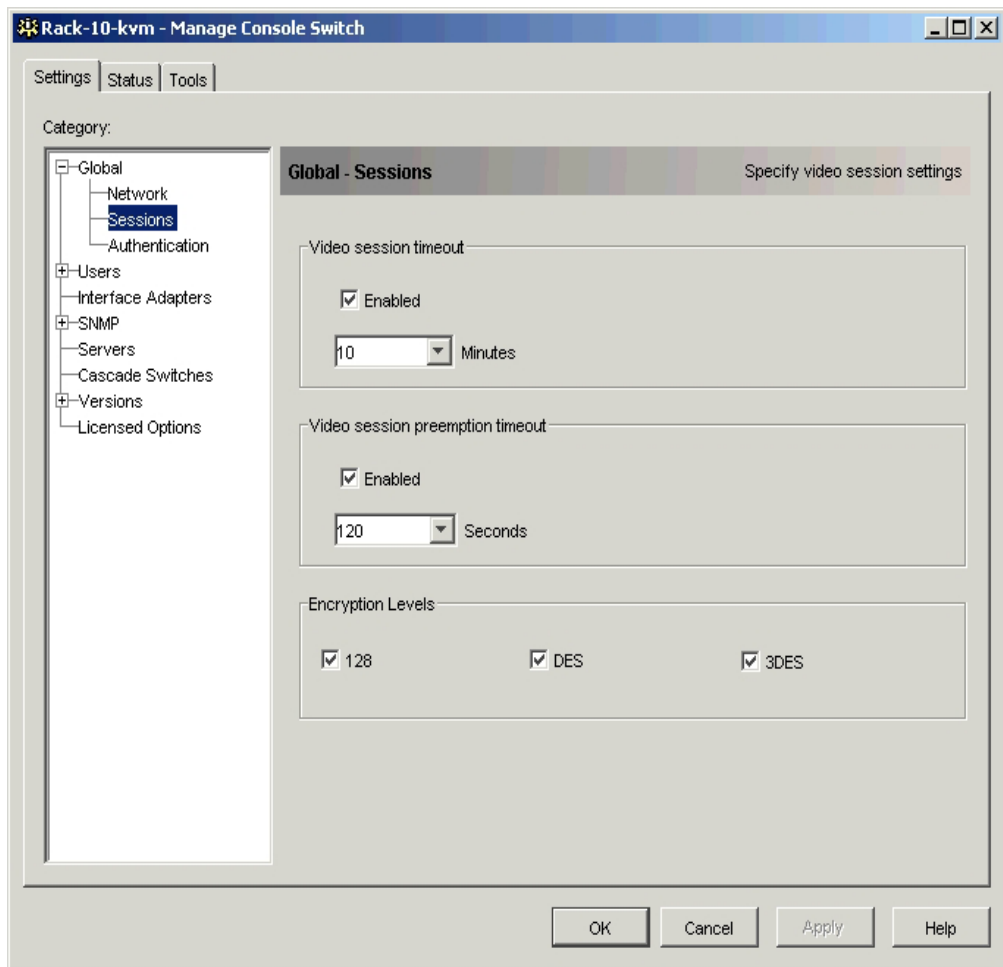 Rack-10-kvm - Manage Console Switch
Settings Status Tools
Category:
Global
Network
Sessions
Authentication
Users
Interface Adapters
SNMP
Servers
Cascade Switches
Versions
Licensed Options
Global - Sessions Specify video session settings
Video session timeout
Enabled
10 Minutes
Video session preemption timeout
Enabled
120 Seconds
Encryption Levels
128 DES 3DES
OK Cancel Apply Help